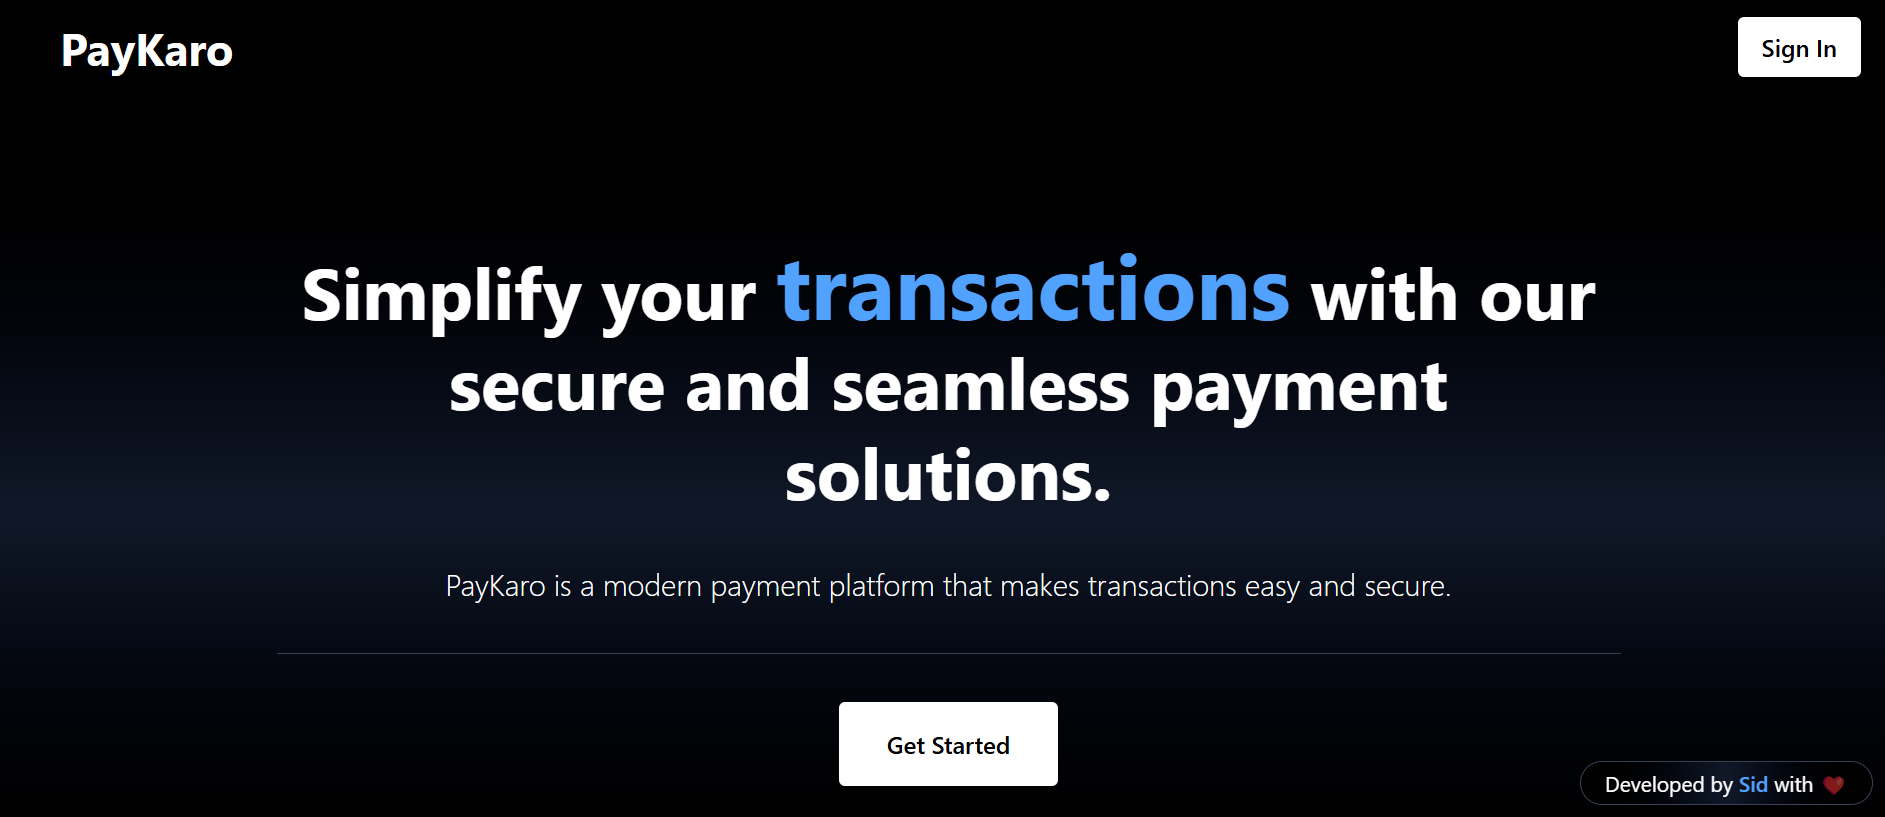 PayKaro
Sign In
Simplify your transactions with our
secure and seamless payment
solutions.
PayKaro is a modern payment platform that makes transactions easy and secure.
Get Started
Developed by Sid with ❤️